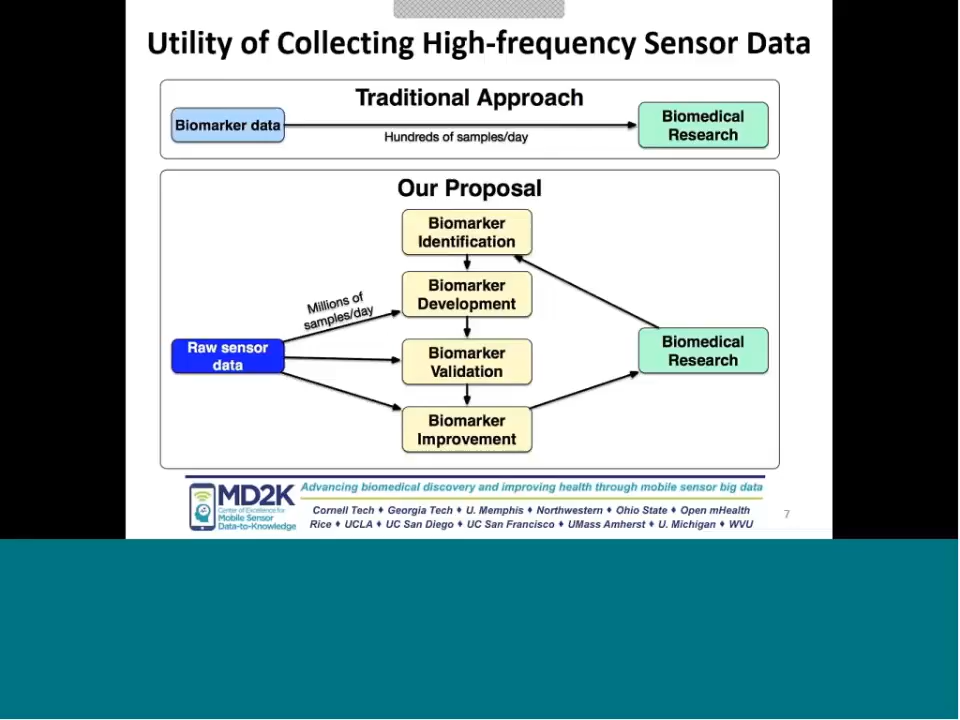 Utility of Collecting High-frequency Sensor Data
Traditional Approach
Biomarker data
Hundreds of samples/day
Biomedical
Research
Our Proposal
Biomarker
Identification
Biomarker
Development
Millions of
samples/day
Raw sensor
data
Biomarker
Validation
Biomedical
Research
Biomarker
Improvement
MD2K
Center of Excellence for
Mobile Sensor
Data-to-Knowledge
Advancing biomedical discovery and improving health through mobile sensor big data
Cornell Tech ♦ Georgia Tech ♦ U. Memphis ♦ Northwestern ♦ Ohio State ♦ Open mHealth
Rice ♦ UCLA ♦ UC San Diego ♦ UC San Francisco ♦ UMass Amherst ♦ U. Michigan ♦ WVU
7